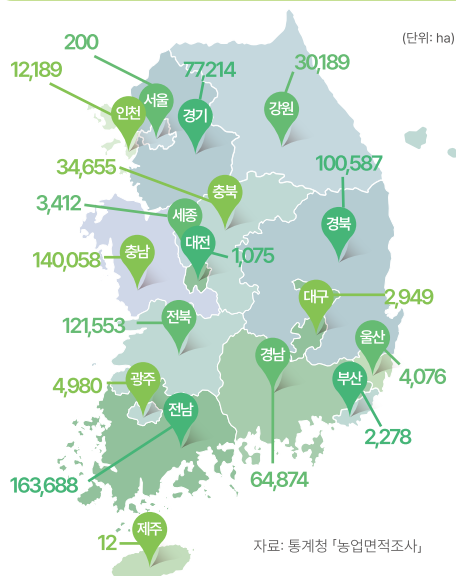 (단위: ha)
200
12,189
77,214
30,189
서울
인천
경기
강원
34,655
100,587
충북
3,412
세종
경북
대전
충남
140,058
1,075
대구
2,949
전북
121,553
울산
경남
4,980
광주
부산
4,076
전남
2,278
163,688
64,874
제주
12
자료: 통계청 「농업면적조사」